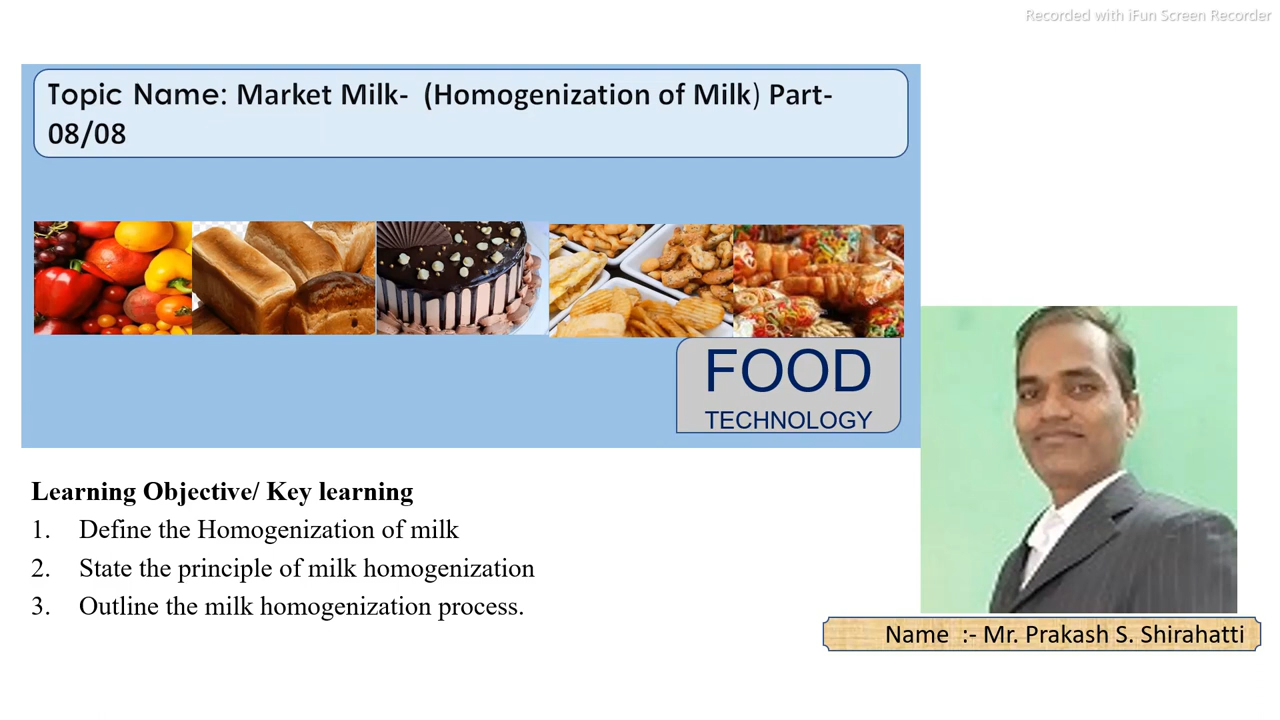 Recorded with iFun Screen Recorder
Topic Name: Market Milk-  (Homogenization of Milk) Part-
08/08
FOOD
TECHNOLOGY
Learning Objective/ Key learning
1. Define the Homogenization of milk
2. State the principle of milk homogenization
3. Outline the milk homogenization process.
Name  :- Mr. Prakash S. Shirahatti